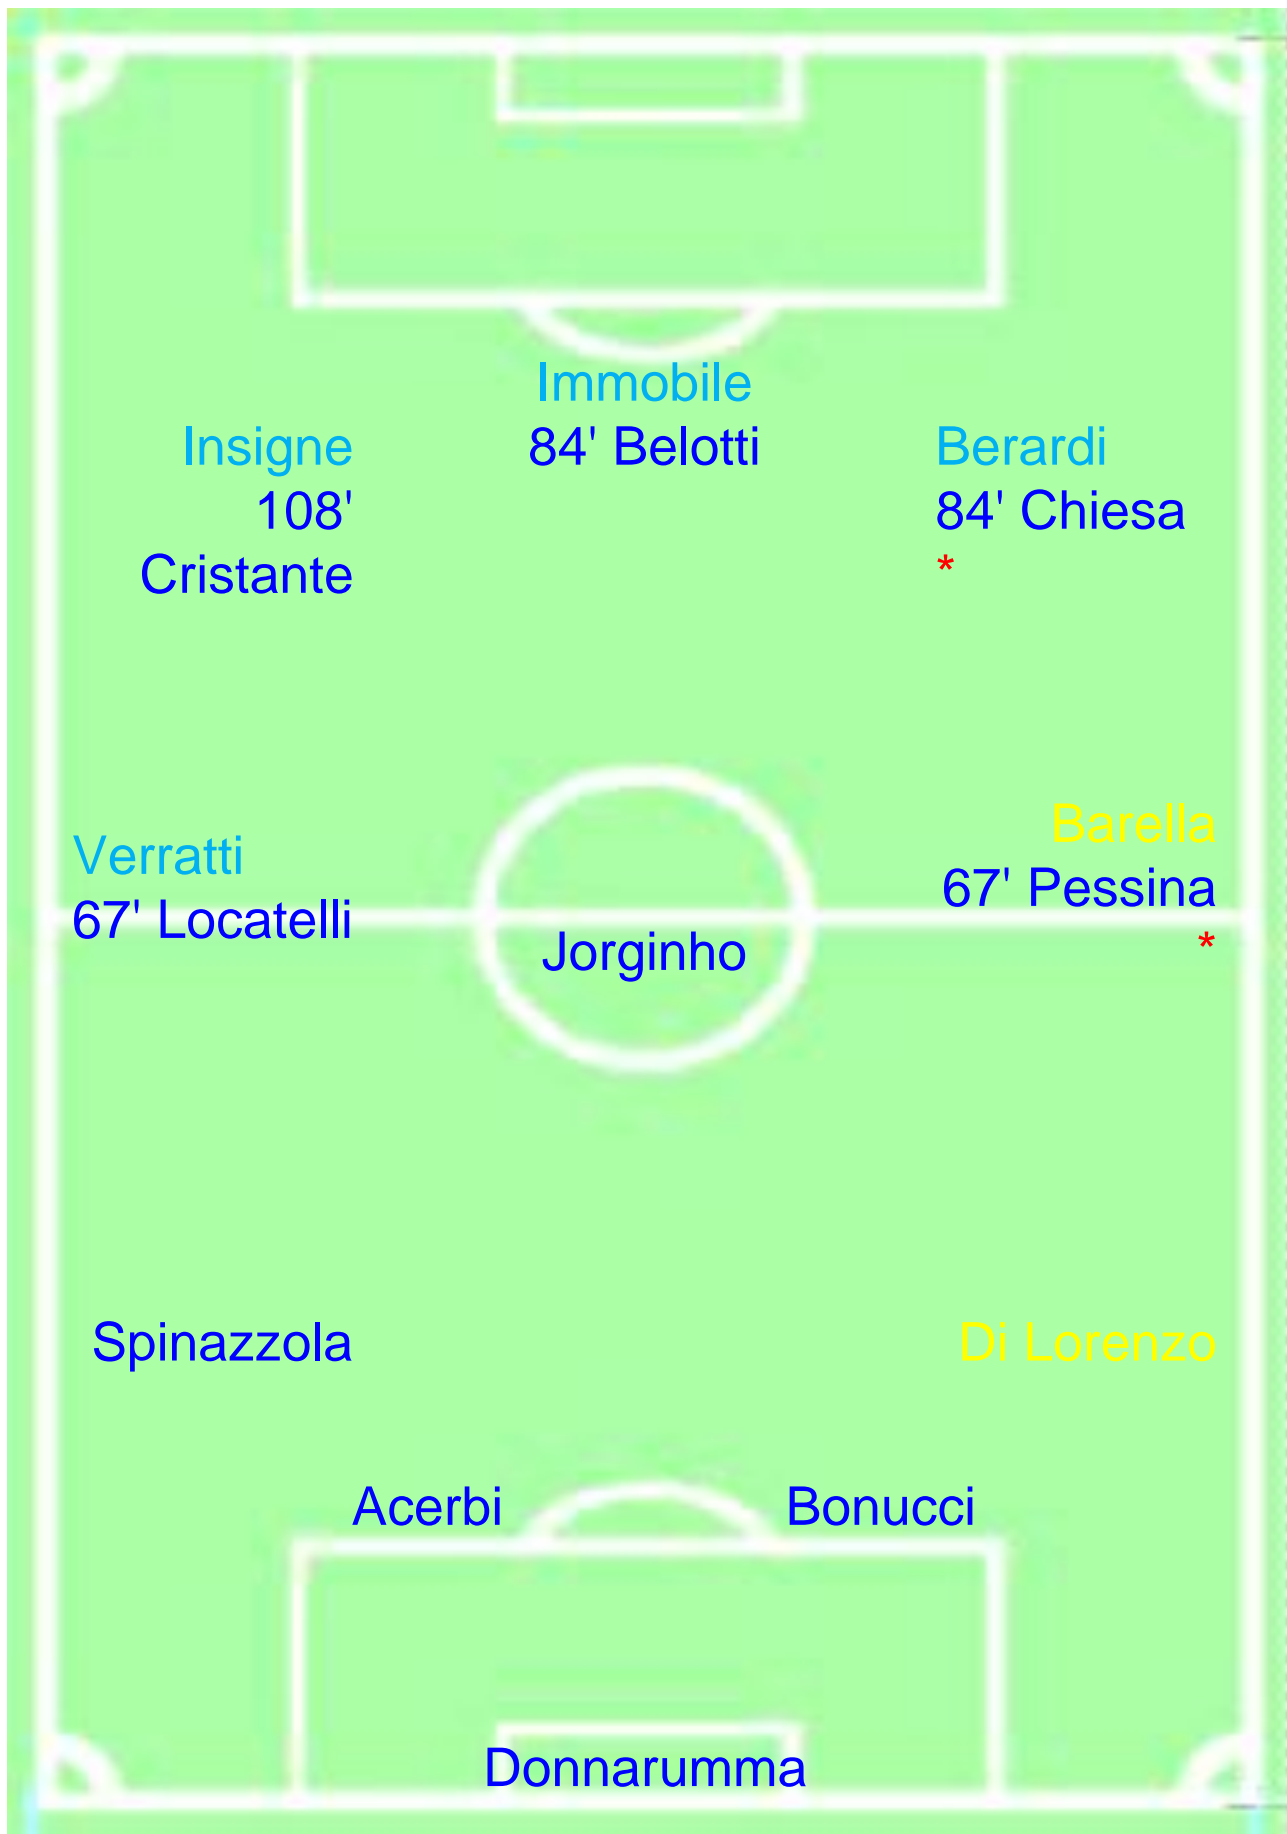 Immobile
84' Belotti
Insigne
108'
Cristante
Berardi
84' Chiesa
*
Verratti
67' Locatelli
Jorginho
Barella
67' Pessina
*
Spinazzola
Di Lorenzo
Acerbi
Bonucci
Donnarumma